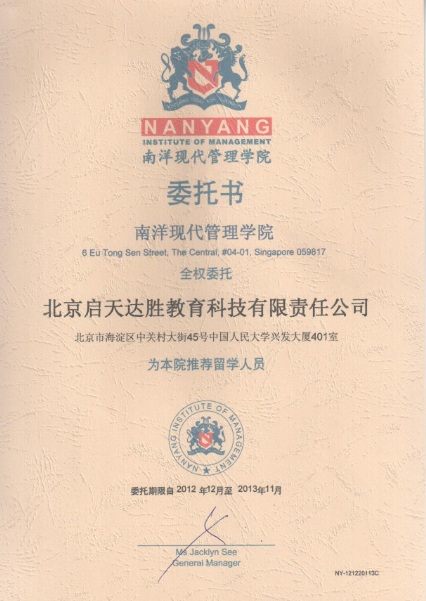 NANYANG
INSTITUTE OF MANAGEMENT
南洋现代管理学院
委托书
南洋现代管理学院
6 Eu Tong Sen Street, The Central, #04-01, Singapore 059817
全权委托
北京启天达胜教育科技有限责任公司
北京市海淀区中关村大街45号中国人民大学兴发大厦401室
为本院推荐留学人员
NANYANG INSTITUTE OF MANAGEMENT
委托期限自 2012 年12月至 2013年11月
Ms Jacklyn See
General Manager
NY-121220113C